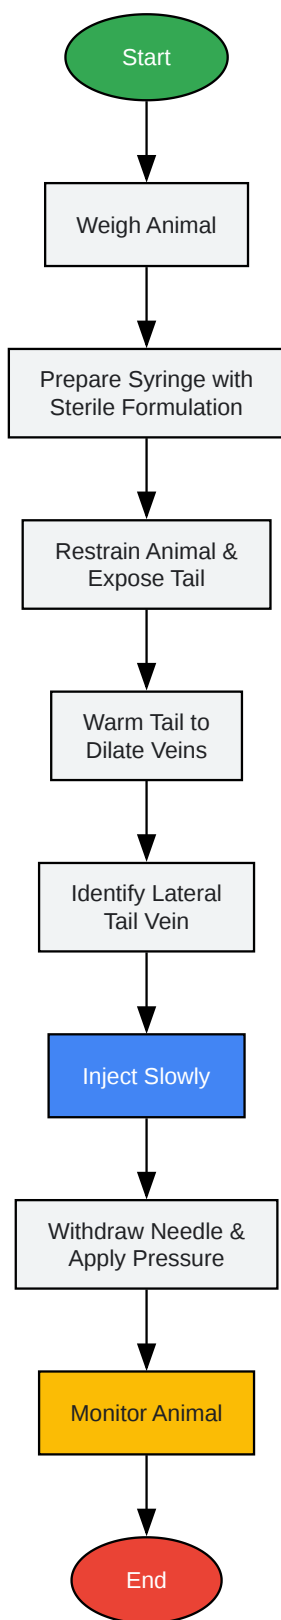 Start
Weigh Animal
Prepare Syringe with
Sterile Formulation
Restrain Animal &
Expose Tail
Warm Tail to
Dilate Veins
Identify Lateral
Tail Vein
Inject Slowly
Withdraw Needle &
Apply Pressure
Monitor Animal
End